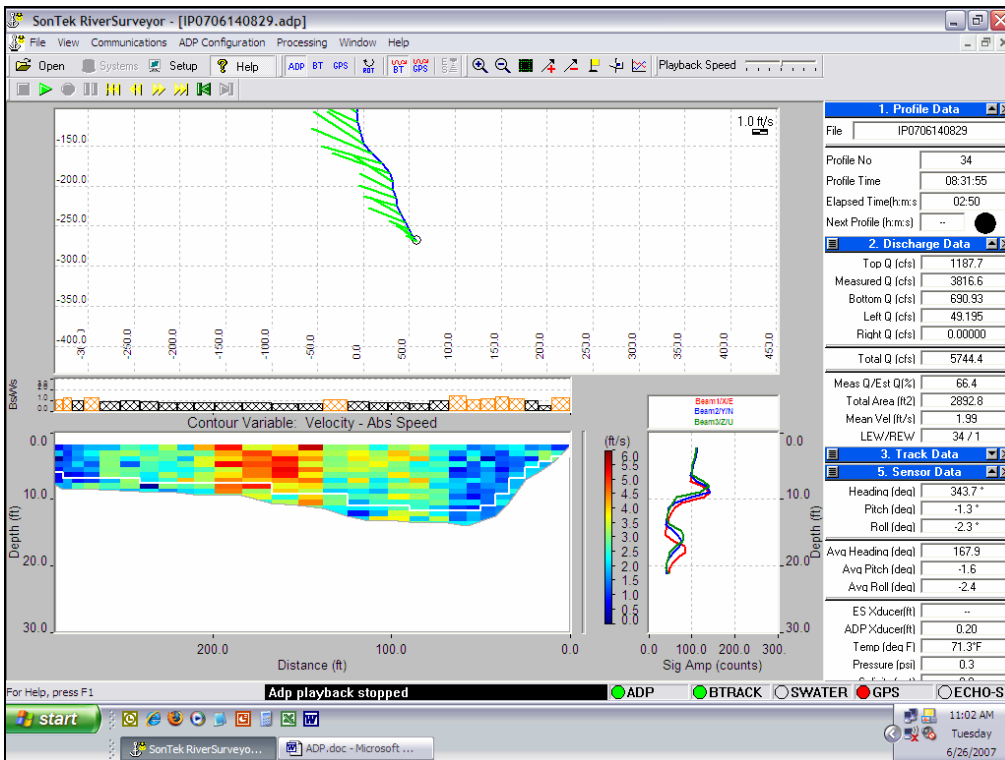 SonTek RiverSurveyor - [IP0706140829.adp]
File View Communications ADP Configuration Processing Window Help
Open Systems Setup Help ADP BT GPS BT GPS Playback Speed
1.0 ft/s
-150.0
-200.0
-250.0
-300.0
-350.0
-400.0
-50.0 0.0 50.0 100.0 150.0 200.0 250.0 300.0 350.0 400.0 450.0
1. Profile Data
File IP0706140829
Profile No 34
Profile Time 08:31:55
Elapsed Time(h:m:s 02:50
Next Profile (h:m:s) --
2. Discharge Data
Top Q (cfs) 1187.7
Measured Q (cfs) 3816.6
Bottom Q (cfs) 690.93
Left Q (cfs) 49.195
Right Q (cfs) 0.00000
Total Q (cfs) 5744.4
Meas Q/Est Q(%) 66.4
Total Area (ft2) 2892.8
Mean Vel (ft/s) 1.99
LEW/REW 34 / 1
3. Track Data
5. Sensor Data
Heading (deg) 343.7 °
Pitch (deg) -1.3 °
Roll (deg) -2.3 °
Avg Heading (deg) 167.9
Avg Pitch (deg) -1.6
Avg Roll (deg) -2.4
ES Xducer(ft) --
ADP Xducer(ft) 0.20
Temp (deg F) 71.3°F
Pressure (psi) 0.3
1.0
0.0
Contour Variable: Velocity - Abs Speed
Depth (ft)
0.0
10.0
20.0
30.0
200.0 100.0 0.0
Distance (ft)
(ft/s)
6.0
5.5
5.0
4.5
4.0
3.5
3.0
2.5
2.0
1.5
1.0
0.5
0.0
Beam1/X/E
Beam2/Y/N
Beam3/Z/U
0.0
10.0
20.0
30.0
Depth (ft)
0.0 100.0 200.0 300.
Sig Amp (counts)
For Help, press F1 Adp playback stopped ADP BTRACK SWATER GPS ECHO-S
start
SonTek RiverSurveyo... ADP.doc - Microsoft ...
11:02 AM
Tuesday
6/26/2007